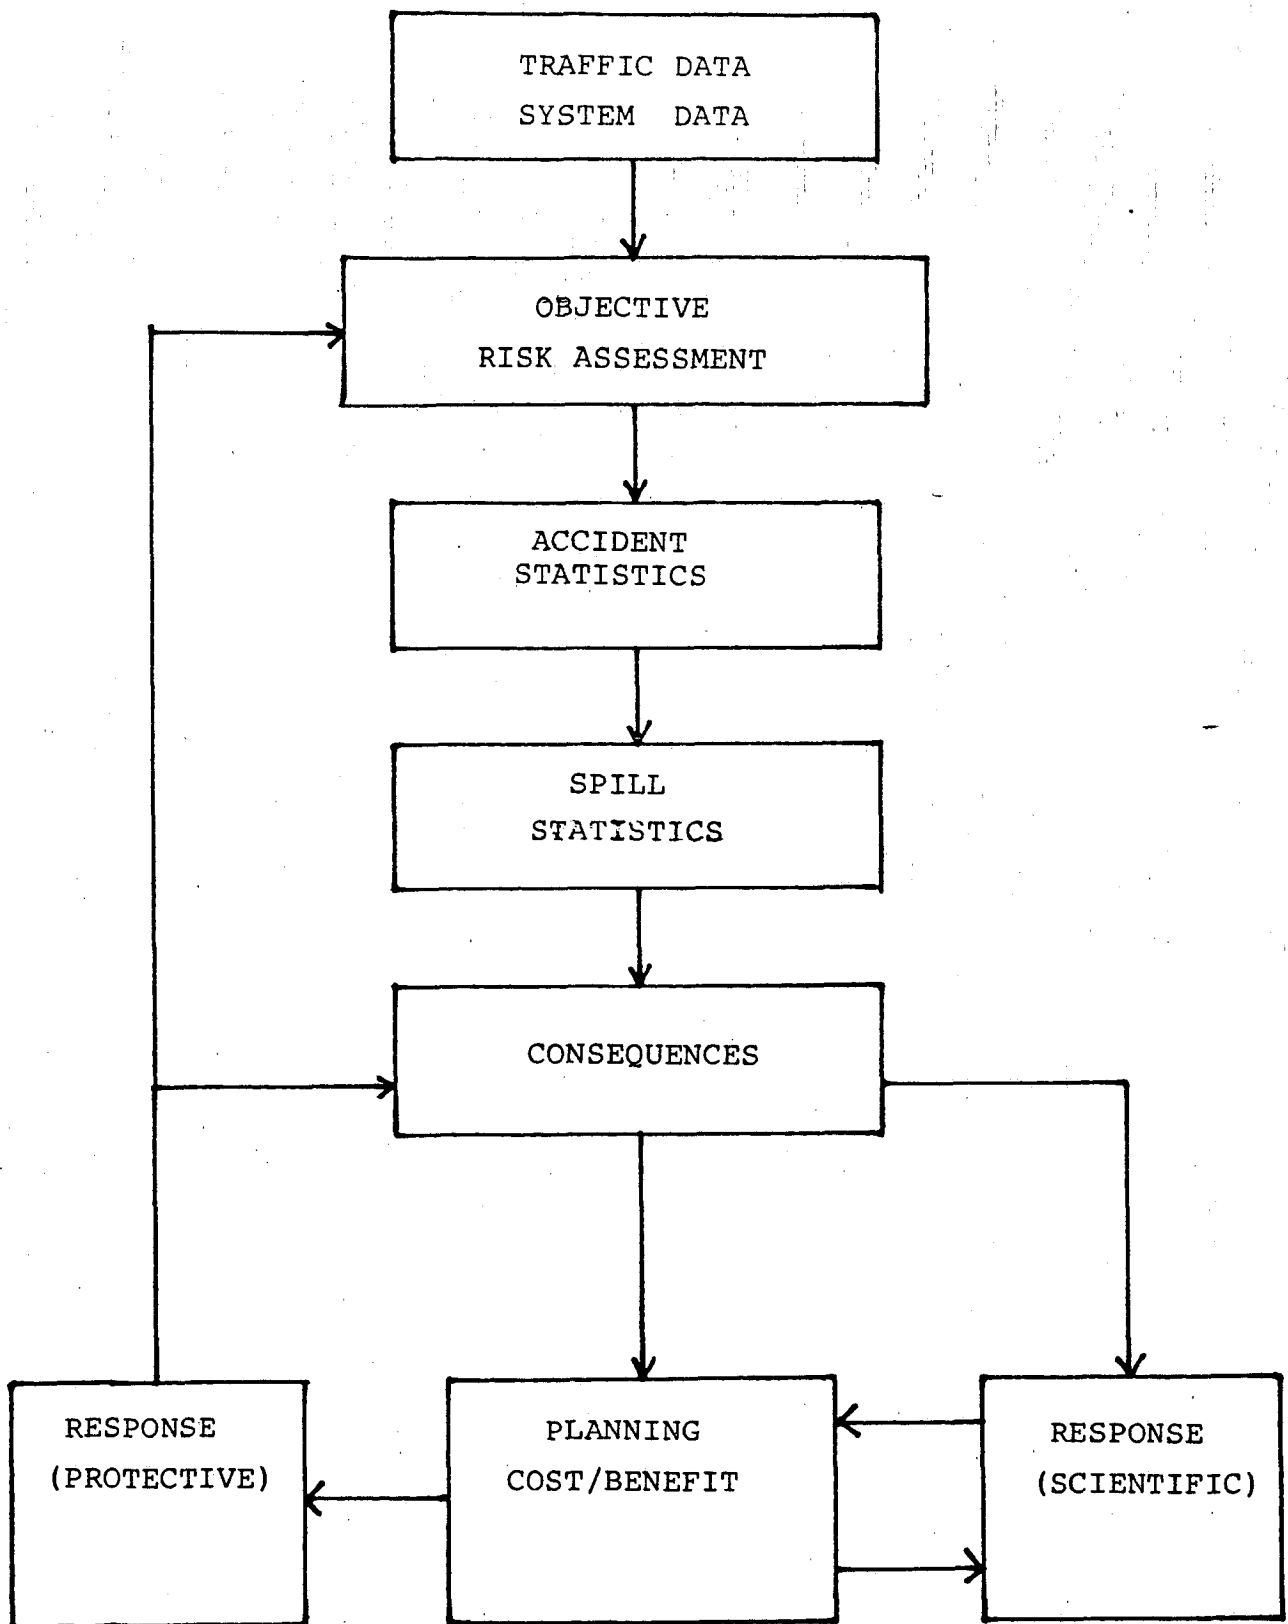 TRAFFIC DATA
SYSTEM DATA
OBJECTIVE
RISK ASSESSMENT
ACCIDENT
STATISTICS
SPILL
STATISTICS
CONSEQUENCES
RESPONSE
(PROTECTIVE)
PLANNING
COST/BENEFIT
RESPONSE
(SCIENTIFIC)